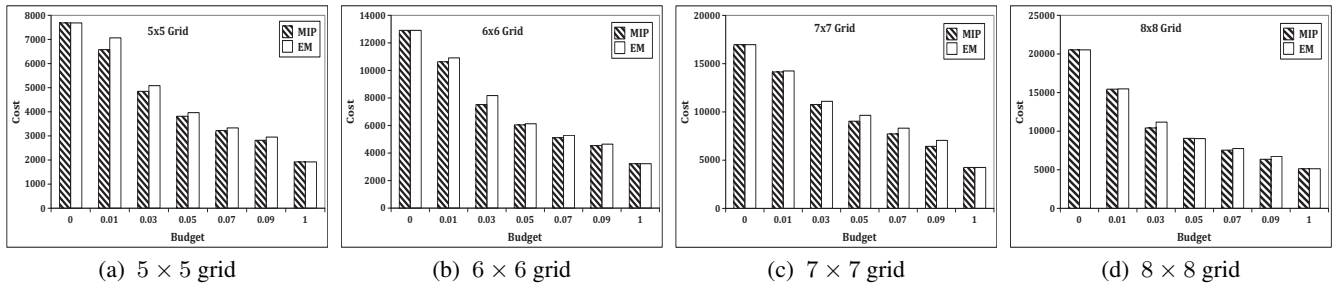 8000
7000
6000
5000
4000
3000
2000
1000
0
Cost
5x5 Grid
MIP
EM
0 0.01 0.03 0.05 0.07 0.09 1
Budget
(a) 5 × 5 grid
14000
12000
10000
8000
6000
4000
2000
0
Cost
6x6 Grid
MIP
EM
0 0.01 0.03 0.05 0.07 0.09 1
Budget
(b) 6 × 6 grid
20000
15000
10000
5000
0
Cost
7x7 Grid
MIP
EM
0 0.01 0.03 0.05 0.07 0.09 1
Budget
(c) 7 × 7 grid
25000
20000
15000
10000
5000
0
Cost
8x8 Grid
MIP
EM
0 0.01 0.03 0.05 0.07 0.09 1
Budget
(d) 8 × 8 grid